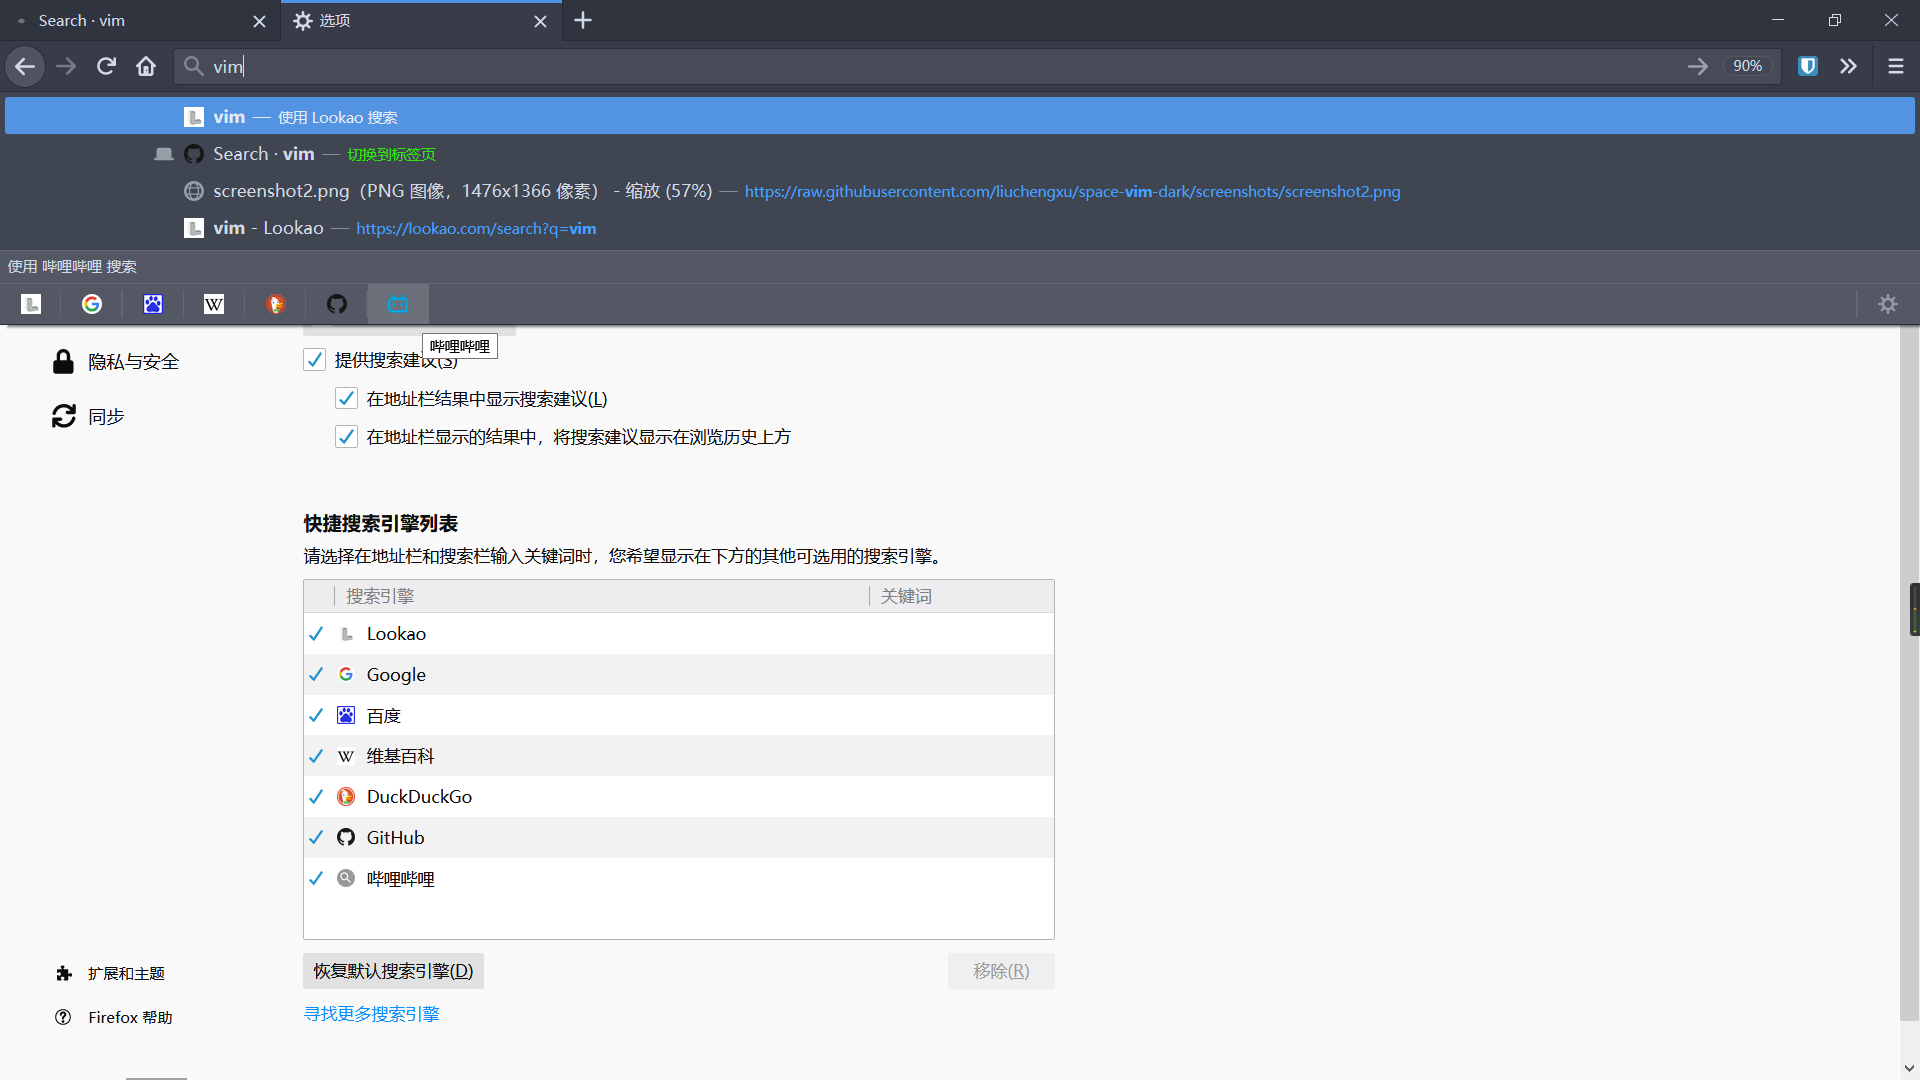 Search · vim
选项
vim
90%
vim — 使用 Lookao 搜索
Search · vim — 切换到标签页
screenshot2.png（PNG 图像，1476x1366 像素） - 缩放 (57%) — https://raw.githubusercontent.com/liuchengxu/space-vim-dark/screenshots/screenshot2.png
vim - Lookao — https://lookao.com/search?q=vim
使用 哔哩哔哩 搜索
哔哩哔哩
隐私与安全
同步
提供搜索建议(S)
在地址栏结果中显示搜索建议(L)
在地址栏显示的结果中，将搜索建议显示在浏览历史上方
快捷搜索引擎列表
请选择在地址栏和搜索栏输入关键词时，您希望显示在下方的其他可选用的搜索引擎。
搜索引擎 关键词
Lookao
Google
百度
维基百科
DuckDuckGo
GitHub
哔哩哔哩
恢复默认搜索引擎(D) 移除(R)
寻找更多搜索引擎
扩展和主题
Firefox 帮助